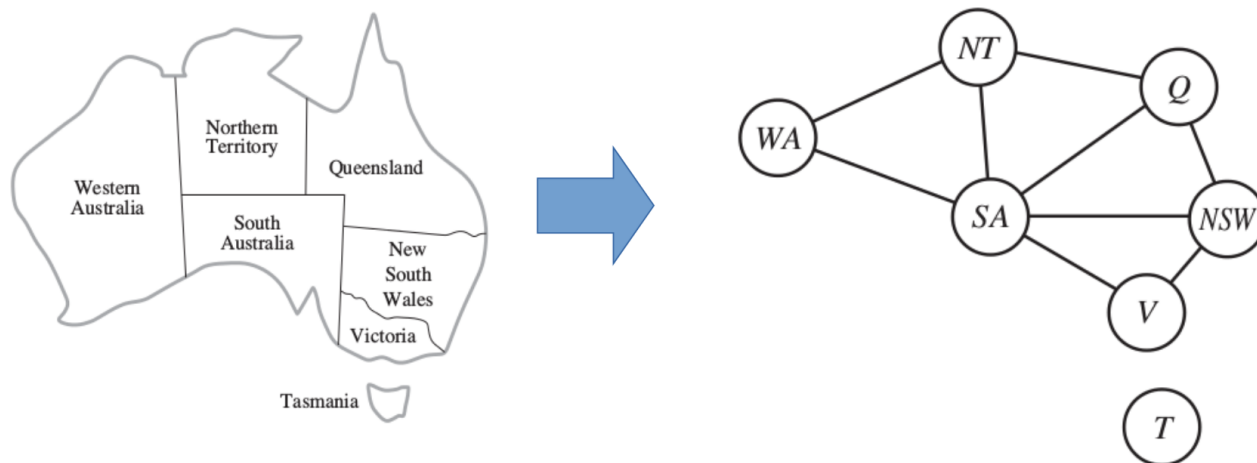 Northern
Territory
Western
Australia
Queensland
South
Australia
New
South
Wales
Victoria
Tasmania
NT
Q
WA
SA
NSW
V
T